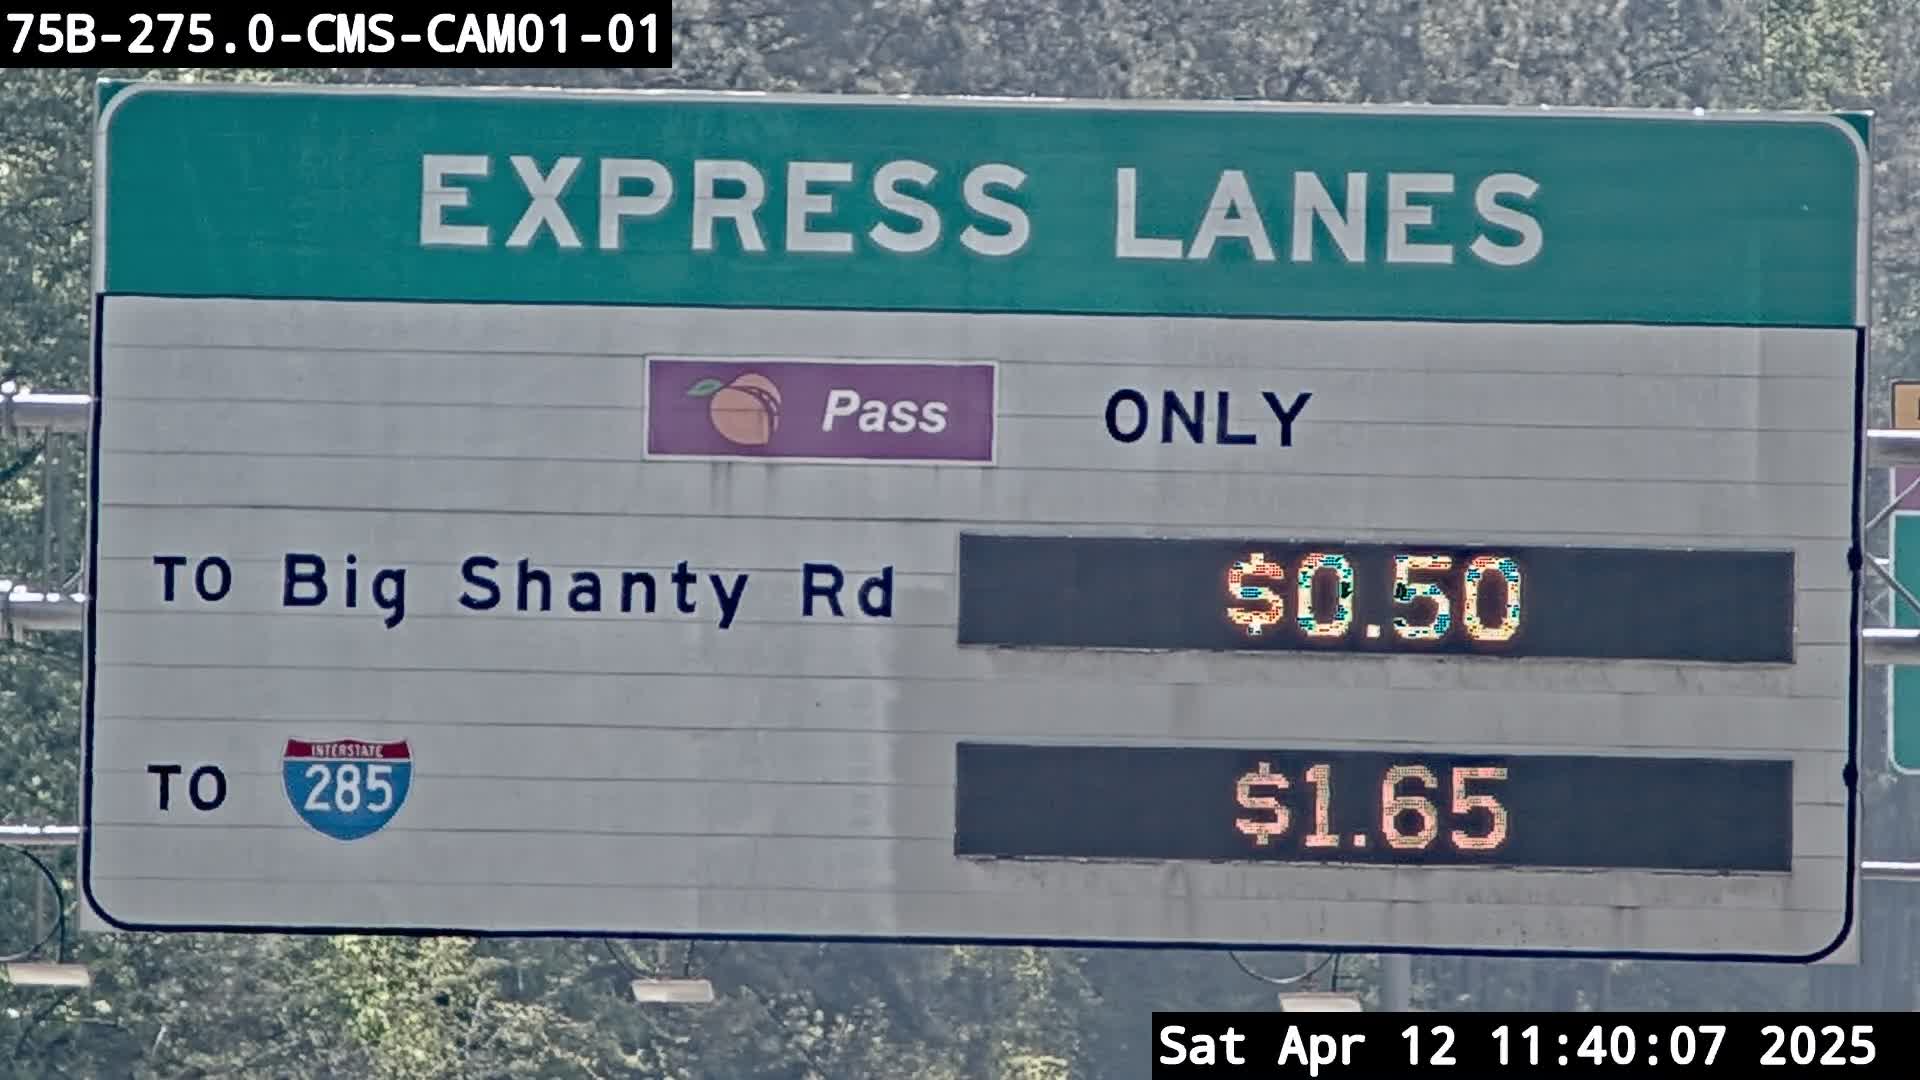 75B-275.0-CMS-CAM01-01
EXPRESS LANES
Pass ONLY
TO Big Shanty Rd $0.50
TO INTERSTATE 285 $1.65
Sat Apr 12 11:40:07 2025